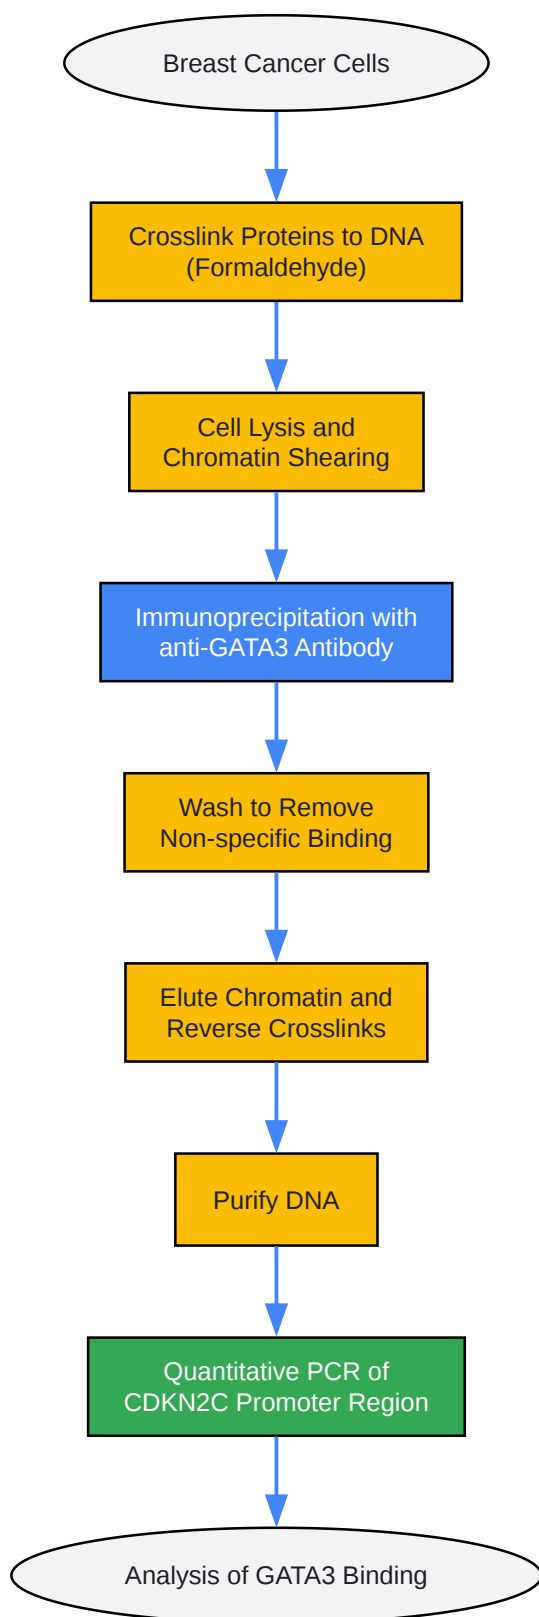 Breast Cancer Cells
Crosslink Proteins to DNA
(Formaldehyde)
Cell Lysis and
Chromatin Shearing
Immunoprecipitation with
anti-GATA3 Antibody
Wash to Remove
Non-specific Binding
Elute Chromatin and
Reverse Crosslinks
Purify DNA
Quantitative PCR of
CDKN2C Promoter Region
Analysis of GATA3 Binding